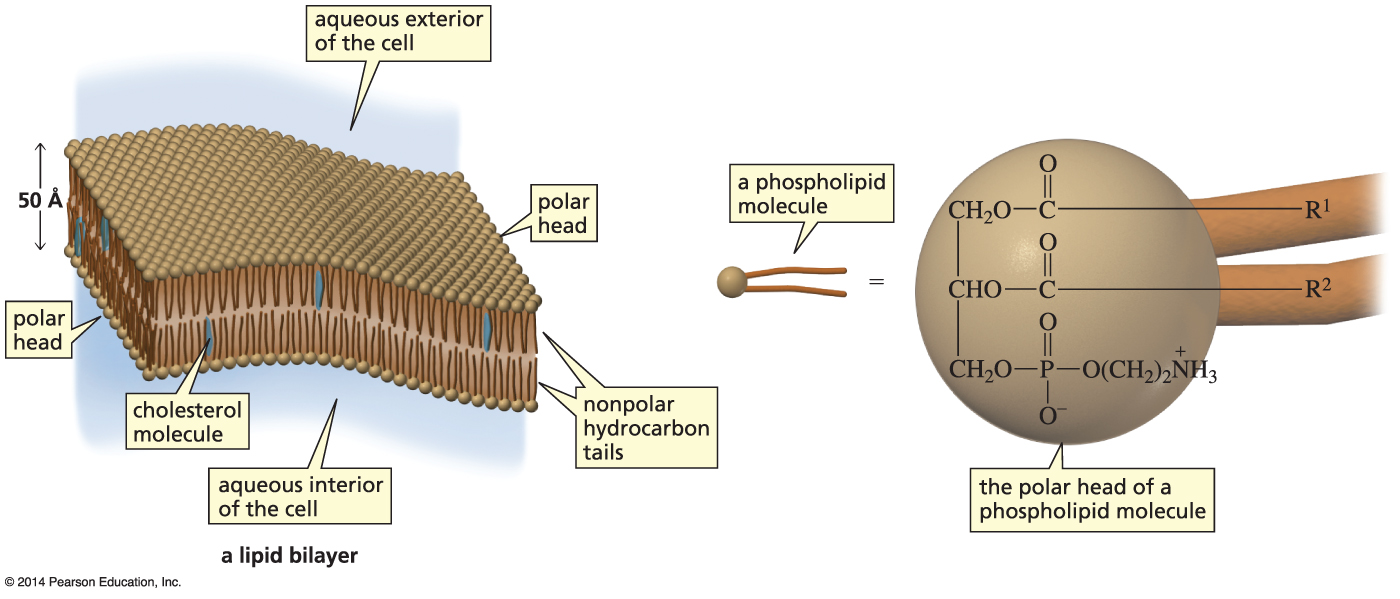 aqueous exterior
of the cell
50 Å
polar
head
polar
head
cholesterol
molecule
nonpolar
hydrocarbon
tails
aqueous interior
of the cell
a lipid bilayer
a phospholipid
molecule
=
O
CH₂O—C—R¹
O
CHO—C—R²
O
CH₂O—P—O(CH₂)₂N⁺H₃
O⁻
the polar head of a
phospholipid molecule
© 2014 Pearson Education, Inc.